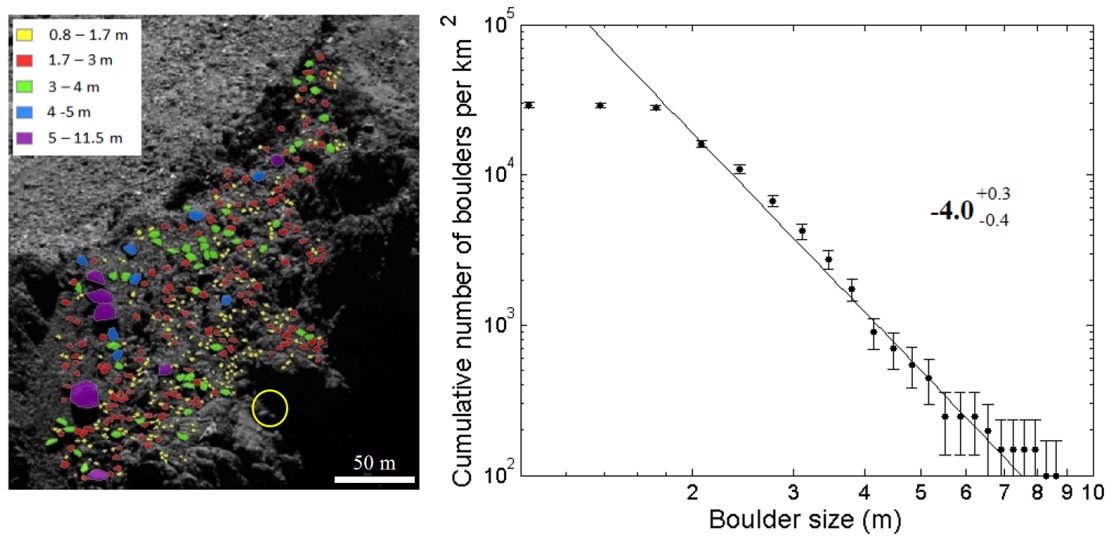 0.8 – 1.7 m
1.7 – 3 m
3 – 4 m
4 -5 m
5 – 11.5 m
50 m
Cumulative number of boulders per km 2
10^5
10^4
10^3
10^2
-4.0 +0.3 -0.4
2 3 4 5 6 7 8 9 10
Boulder size (m)